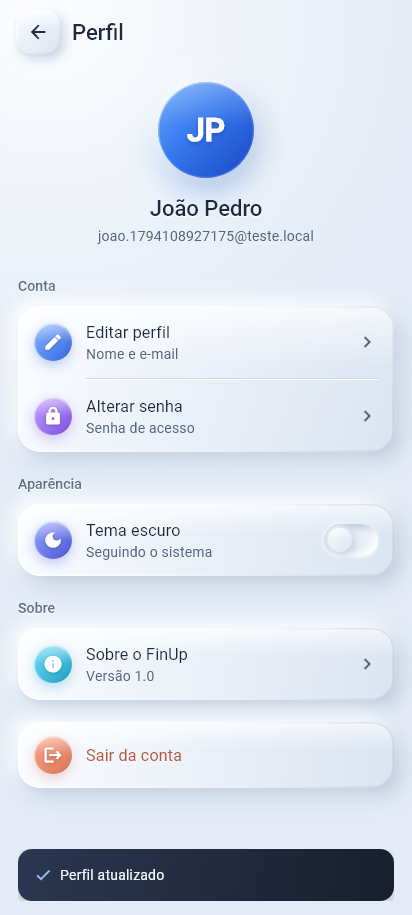 Perfil
JP
João Pedro
joao.1794108927175@teste.local
Conta
Editar perfil
Nome e e-mail
Alterar senha
Senha de acesso
Aparência
Tema escuro
Seguindo o sistema
Sobre
Sobre o FinUp
Versão 1.0
Sair da conta
Perfil atualizado